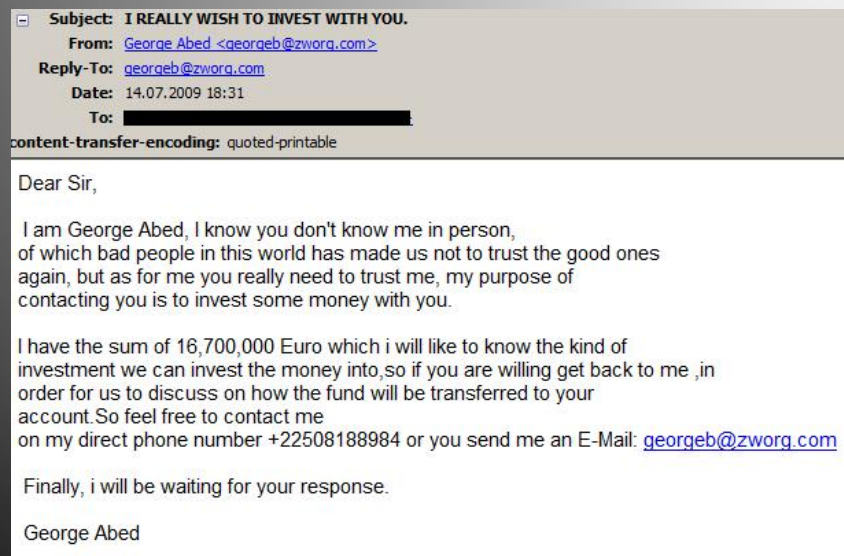 Subject: I REALLY WISH TO INVEST WITH YOU.
From: George Abed <georgeb@zworg.com>
Reply-To: georgeb@zworg.com
Date: 14.07.2009 18:31
To:
content-transfer-encoding: quoted-printable
Dear Sir,
I am George Abed, I know you don't know me in person,
of which bad people in this world has made us not to trust the good ones
again, but as for me you really need to trust me, my purpose of
contacting you is to invest some money with you.
I have the sum of 16,700,000 Euro which i will like to know the kind of
investment we can invest the money into,so if you are willing get back to me ,in
order for us to discuss on how the fund will be transferred to your
account.So feel free to contact me
on my direct phone number +22508188984 or you send me an E-Mail: georgeb@zworg.com
Finally, i will be waiting for your response.
George Abed